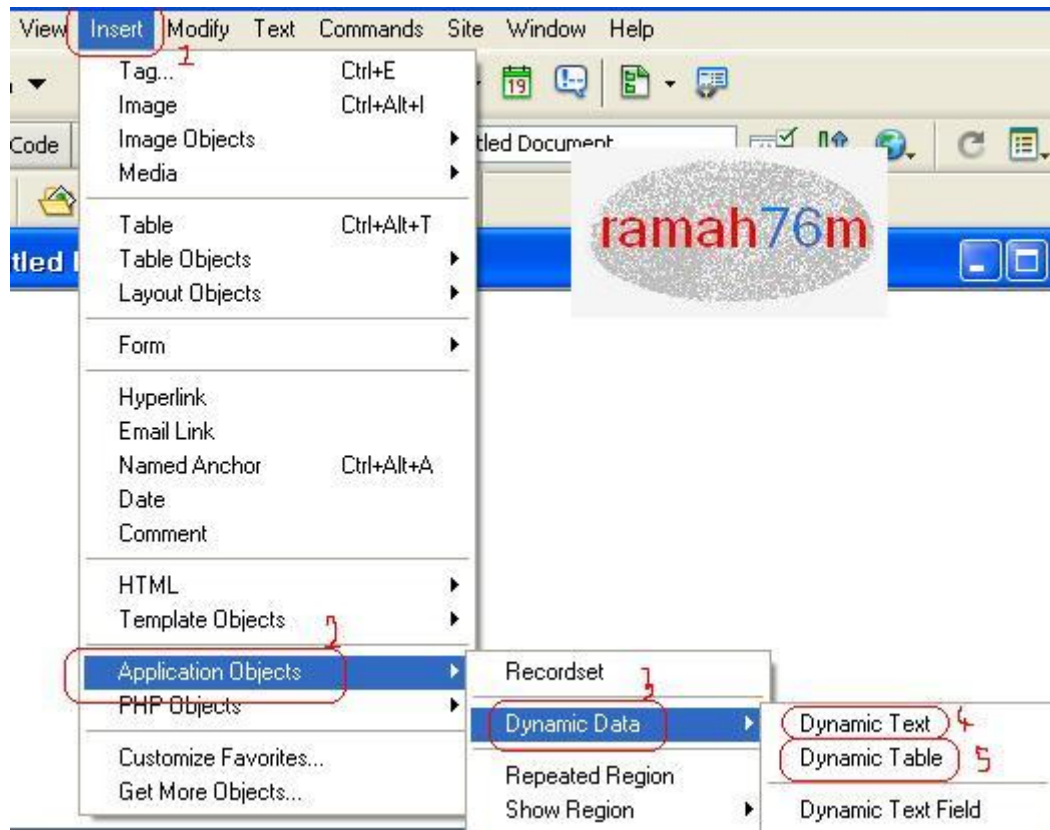 View Insert Modify Text Commands Site Window Help
1
Tag... Ctrl+E
19
Image Ctrl+Alt+I
Code
Image Objects
tled Document
Media
ramah76m
Table Ctrl+Alt+T
tled
Table Objects
Layout Objects
Form
Hyperlink
Email Link
Named Anchor Ctrl+Alt+A
Date
Comment
HTML
Template Objects
2
Application Objects
PHP Objects
Customize Favorites...
Get More Objects...
Recordset
3
Dynamic Data
Repeated Region
Show Region
Dynamic Text 4
Dynamic Table 5
Dynamic Text Field